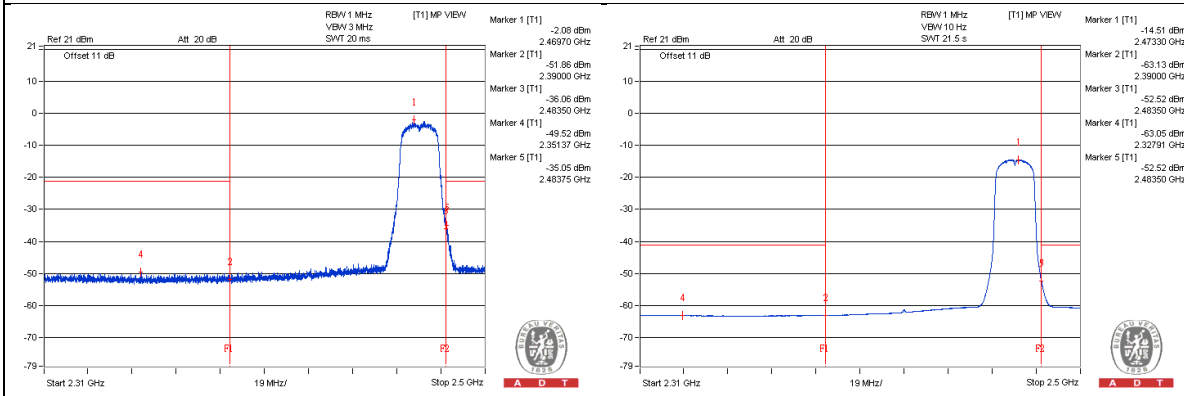 RBW 1 MHz [T1] MP VIEW
VBW 3 MHz
Ref 21 dBm Att 20 dB SWT 20 ms
21
Offset 11 dB
10
0
-10
-20
-30
-40
-50
-60
-70
-79
1
4
2
5
F1
F2
Start 2.31 GHz 19 MHz/ Stop 2.5 GHz
Marker 1 [T1]
-2.08 dBm
2.46970 GHz
Marker 2 [T1]
-51.86 dBm
2.39000 GHz
Marker 3 [T1]
-36.06 dBm
2.48350 GHz
Marker 4 [T1]
-49.52 dBm
2.35137 GHz
Marker 5 [T1]
-35.05 dBm
2.48375 GHz
BUREAU VERITAS
1828
A D T
RBW 1 MHz [T1] MP VIEW
VBW 10 Hz
Ref 21 dBm Att 20 dB SWT 21.5 s
21
Offset 11 dB
10
0
-10
-20
-30
-40
-50
-60
-70
-79
1
4
2
F1
F2
Start 2.31 GHz 19 MHz/ Stop 2.5 GHz
Marker 1 [T1]
-14.51 dBm
2.47330 GHz
Marker 2 [T1]
-63.13 dBm
2.39000 GHz
Marker 3 [T1]
-52.52 dBm
2.48350 GHz
Marker 4 [T1]
-63.05 dBm
2.32791 GHz
Marker 5 [T1]
-52.52 dBm
2.48350 GHz
BUREAU VERITAS
1828
A D T